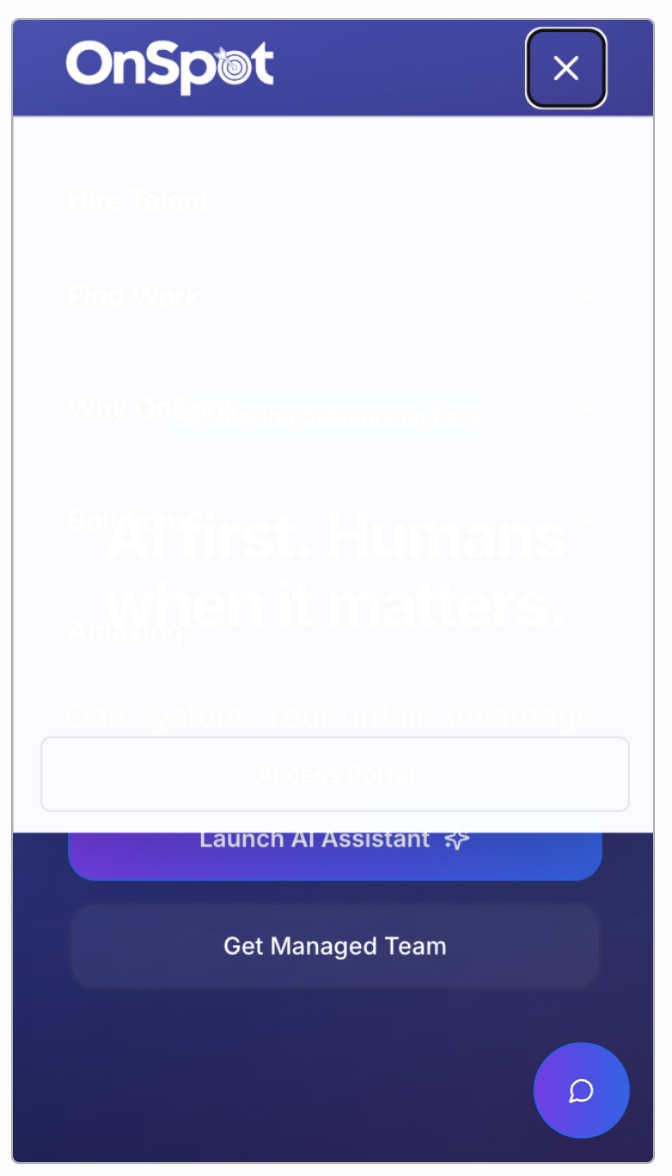 OnSpot
Hire Talent
Find Work
Why OnSpot
Making Outsourcing Easy
Solutions
AI first. Humans
when it matters.
Amazing
One system. Your unfair advantage
Access Portal
Launch AI Assistant
Get Managed Team